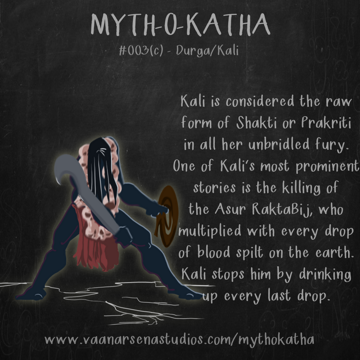 MYTH-O-KATHA
#003(c) - Durga/Kali
Kali is considered the raw
form of Shakti or Prakriti
in all her unbridled fury.
One of Kali's most prominent
stories is the killing of
the Asur RaktaBij, who
multiplied with every drop
of blood spilt on the earth.
Kali stops him by drinking
up every last drop.
www.vaanarsenastudios.com/mythokatha